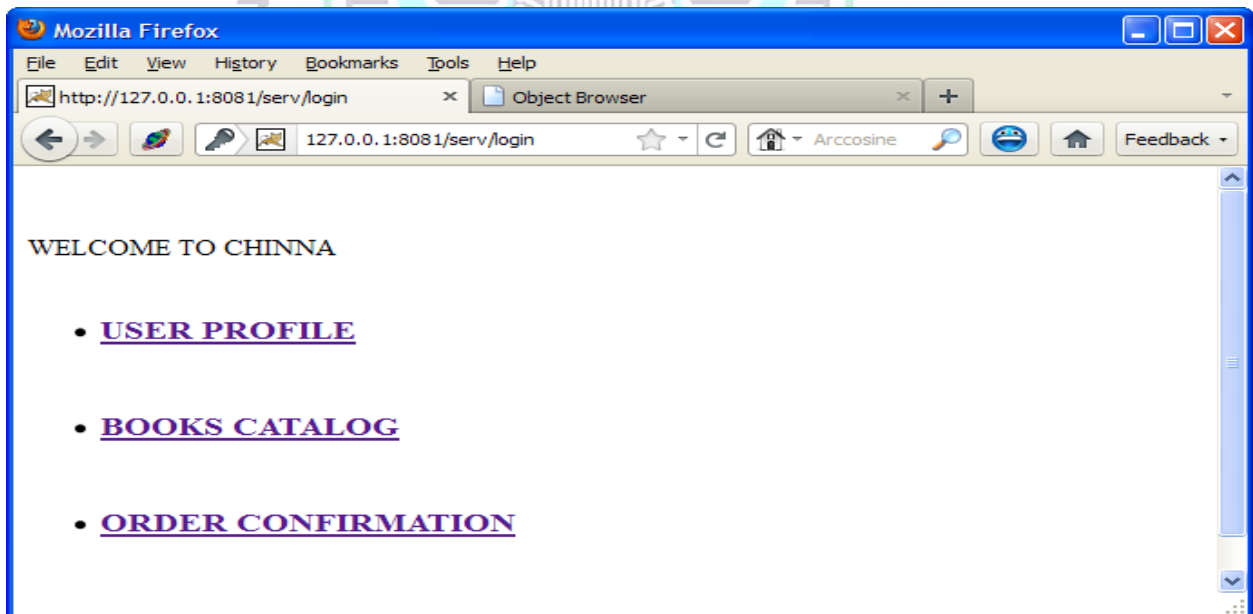 Mozilla Firefox
File Edit View History Bookmarks Tools Help
http://127.0.0.1:8081/serv/login Object Browser
127.0.0.1:8081/serv/login Arccosine Feedback
WELCOME TO CHINNA
USER PROFILE
BOOKS CATALOG
ORDER CONFIRMATION